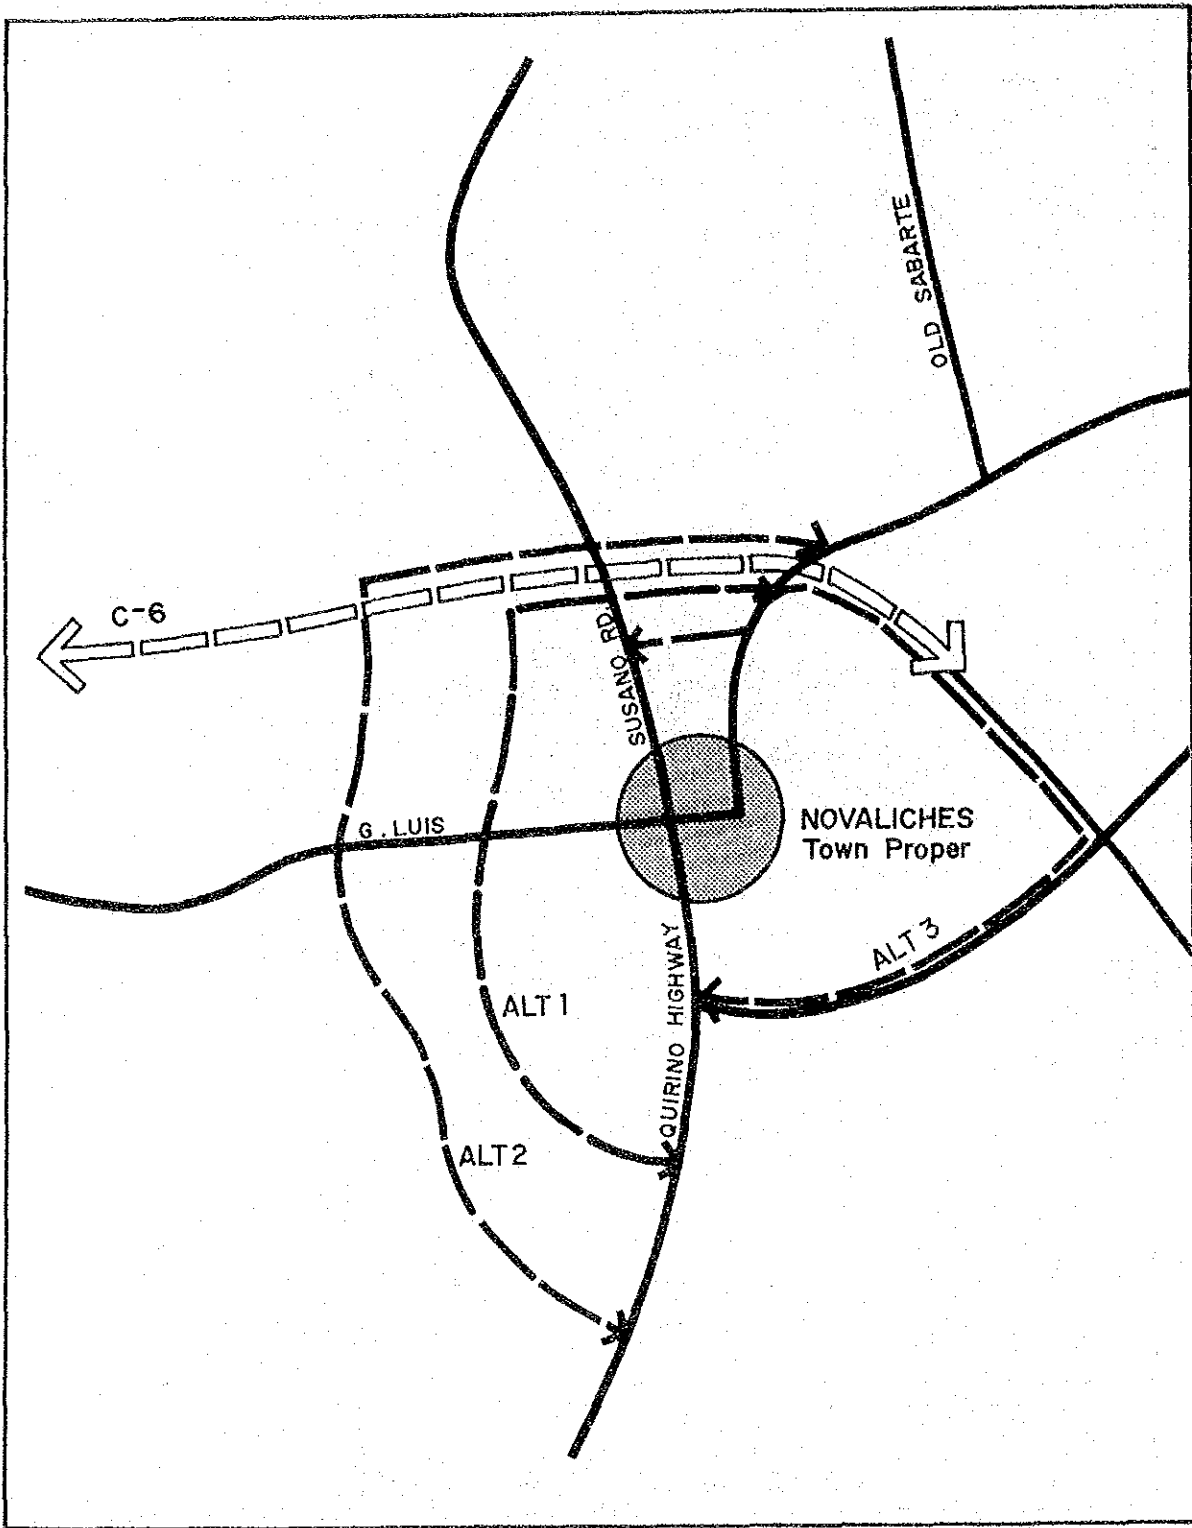 OLD SABARTE
C-6
SUSANO RD.
G. LUIS
NOVALICHES
Town Proper
ALT 3
QUIRINO HIGHWAY
ALT 1
ALT 2